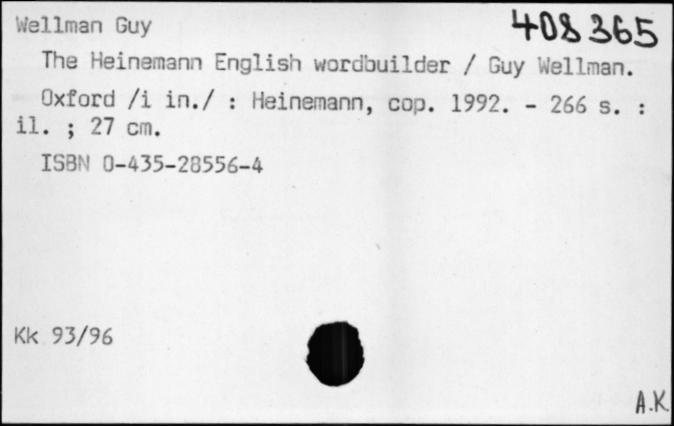 Wellman Guy
408365
The Heinemann English wordbuilder / Guy Wellman.
Oxford /i in./ : Heinemann, cop. 1992. - 266 s. :
il. ; 27 cm.
ISBN 0-435-28556-4
Kk 93/96
A.K